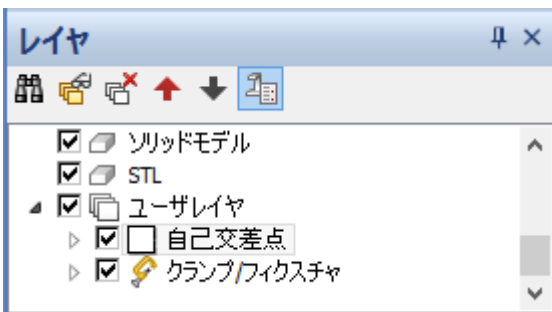 レイヤ
ソリッドモデル
STL
ユーザレイヤ
自己交差点
クランプ/フィクスチャ